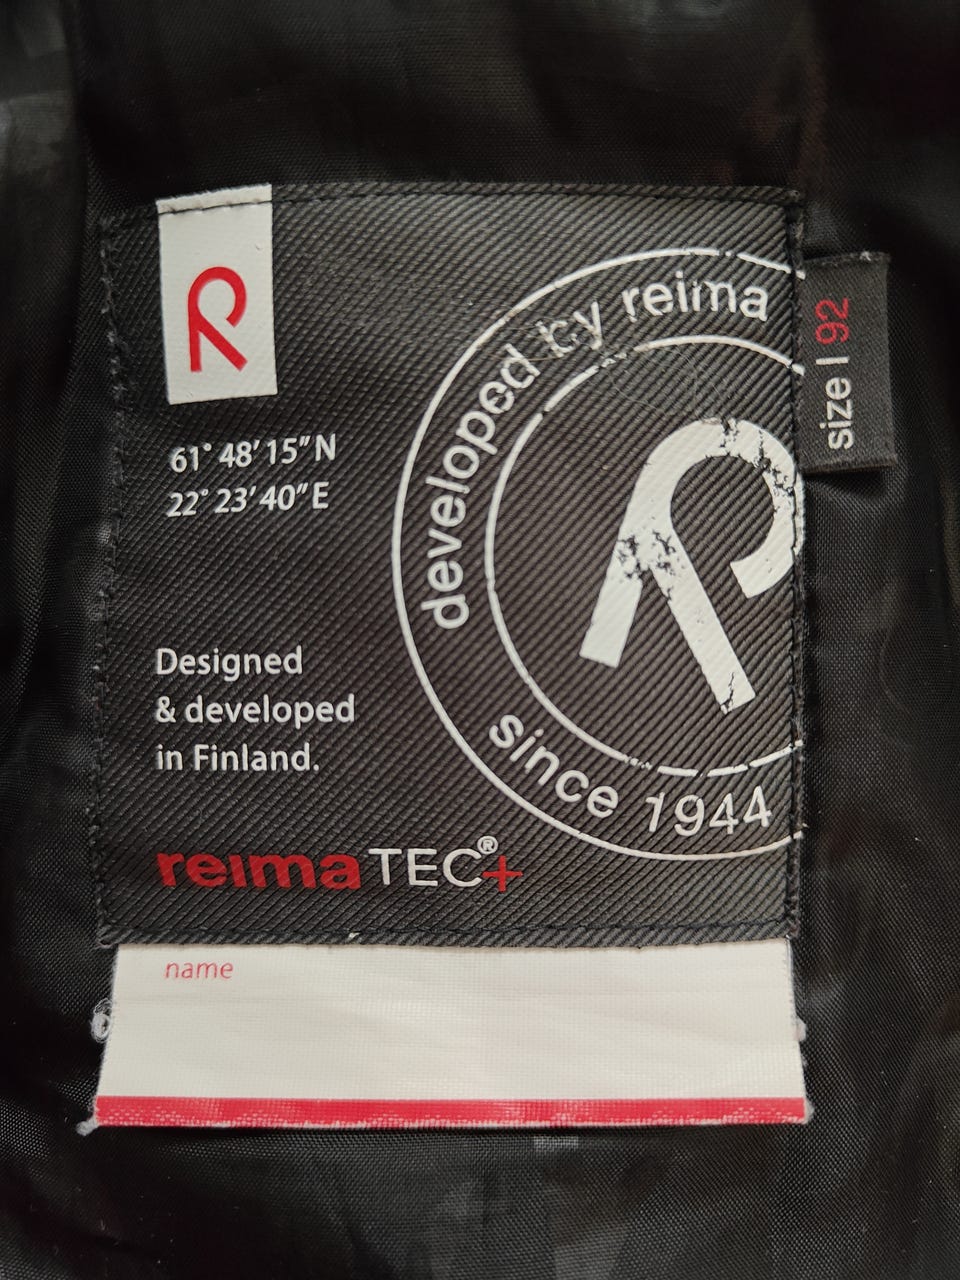 R
61° 48' 15" N
22° 23' 40" E
Designed
& developed
in Finland.
developed by reima
R
since 1944
reima TEC®+
size | 92
name